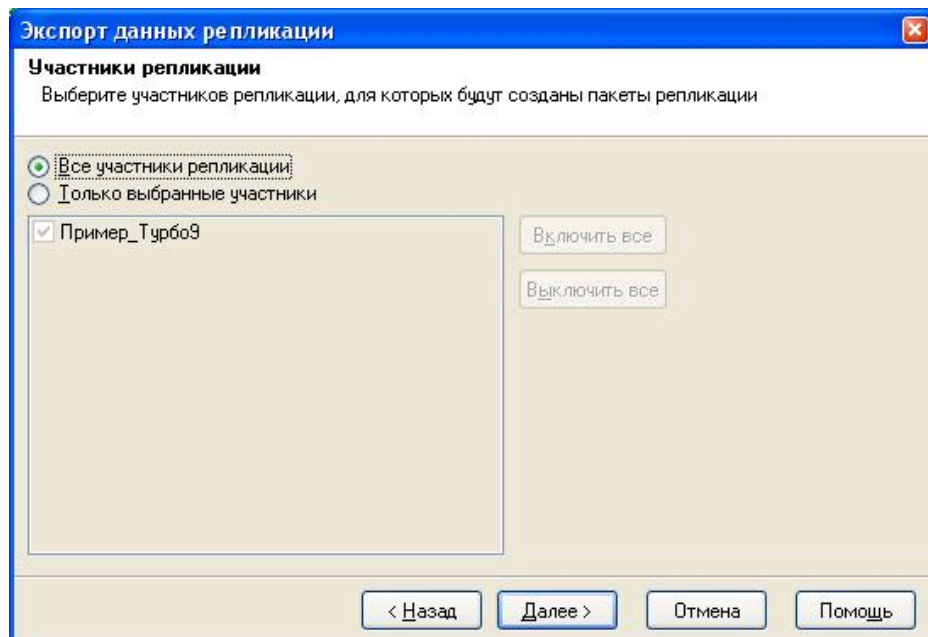 Экспорт данных репликации
Участники репликации
Выберите участников репликации, для которых будут созданы пакеты репликации
Все участники репликации
Только выбранные участники
Пример_Турбо9
Включить все
Выключить все
< Назад
Далее >
Отмена
Помощь